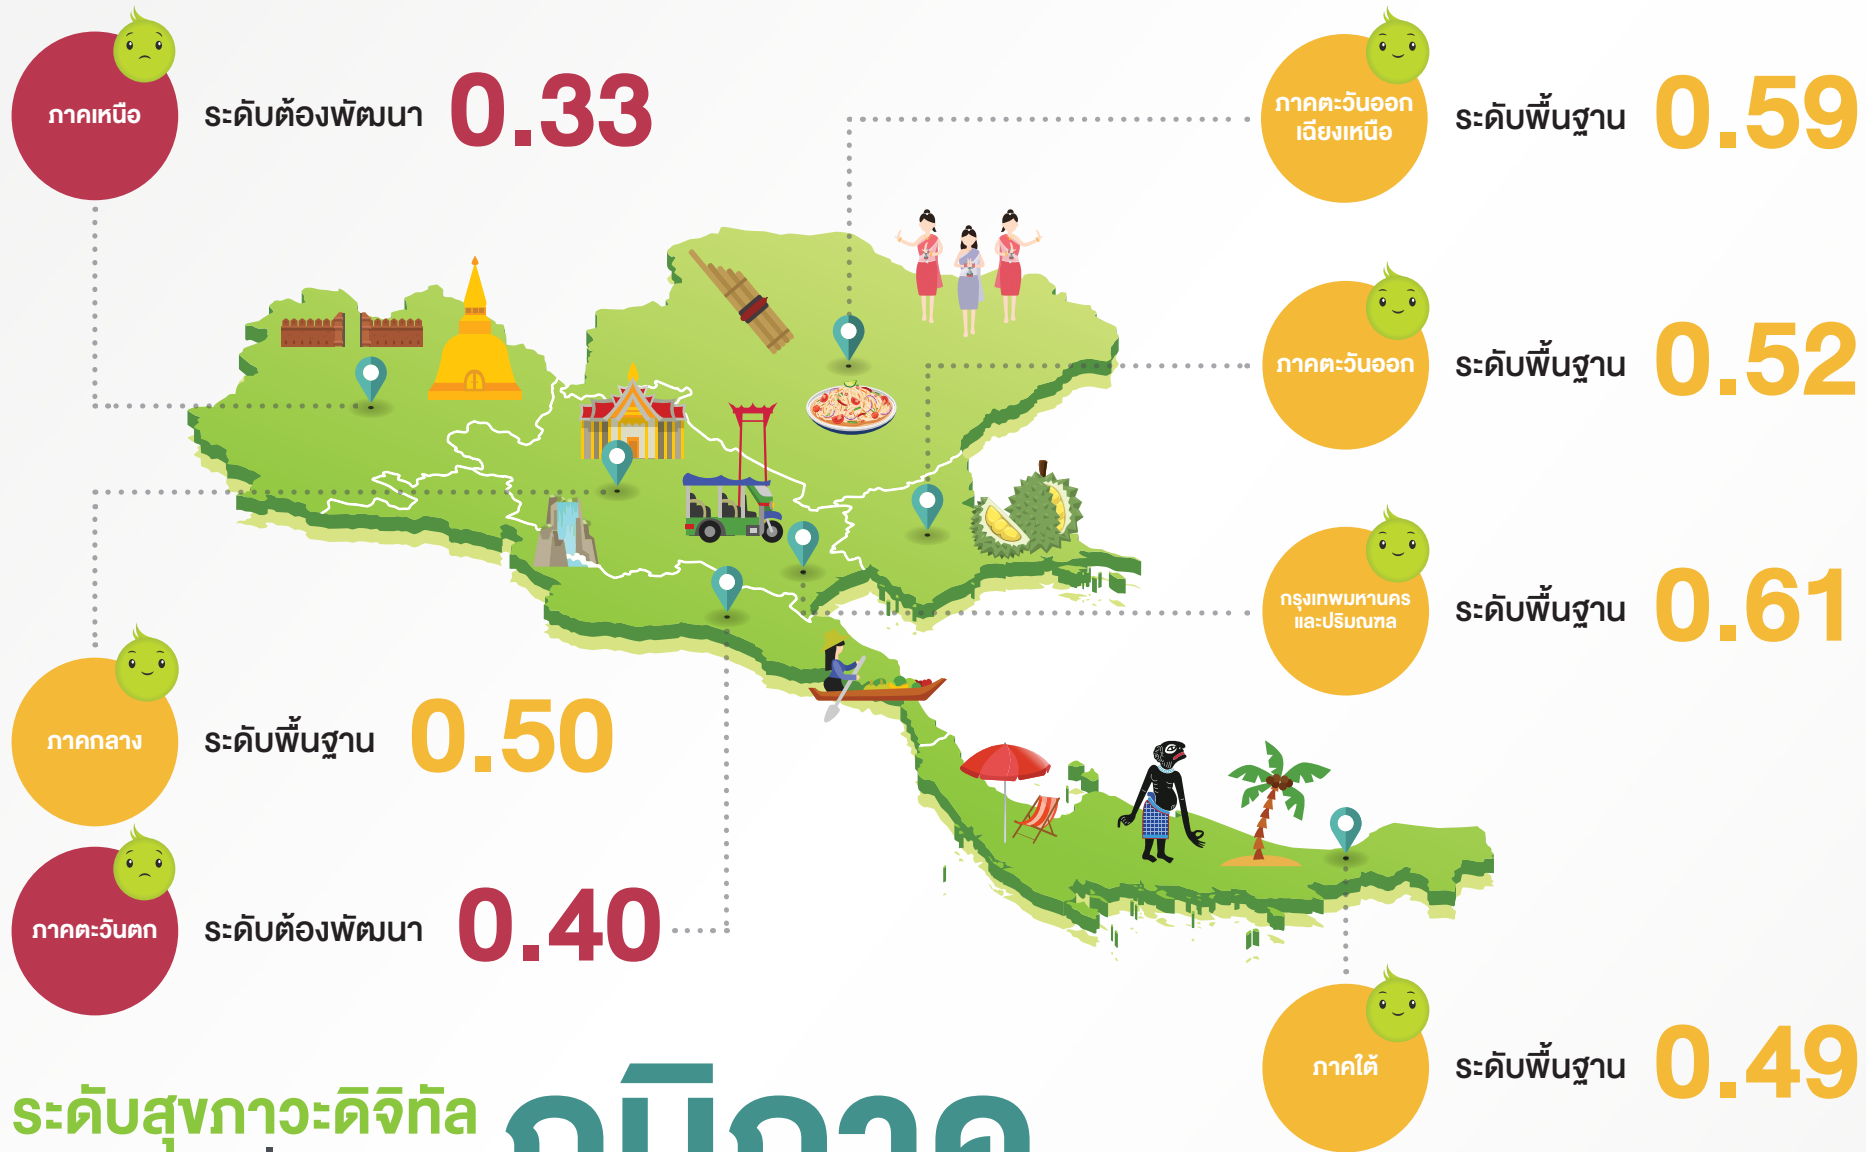 ภาคเหนือ
ระดับต้องพัฒนา
0.33
ภาคตะวันออก
เฉียงเหนือ
ระดับพื้นฐาน
0.59
ภาคตะวันออก
ระดับพื้นฐาน
0.52
กรุงเทพมหานคร
และปริมณฑล
ระดับพื้นฐาน
0.61
ภาคกลาง
ระดับพื้นฐาน
0.50
ภาคตะวันตก
ระดับต้องพัฒนา
0.40
ภาคใต้
ระดับพื้นฐาน
0.49
ระดับสุขภาวะดิจิทัล
ภูมิภาค